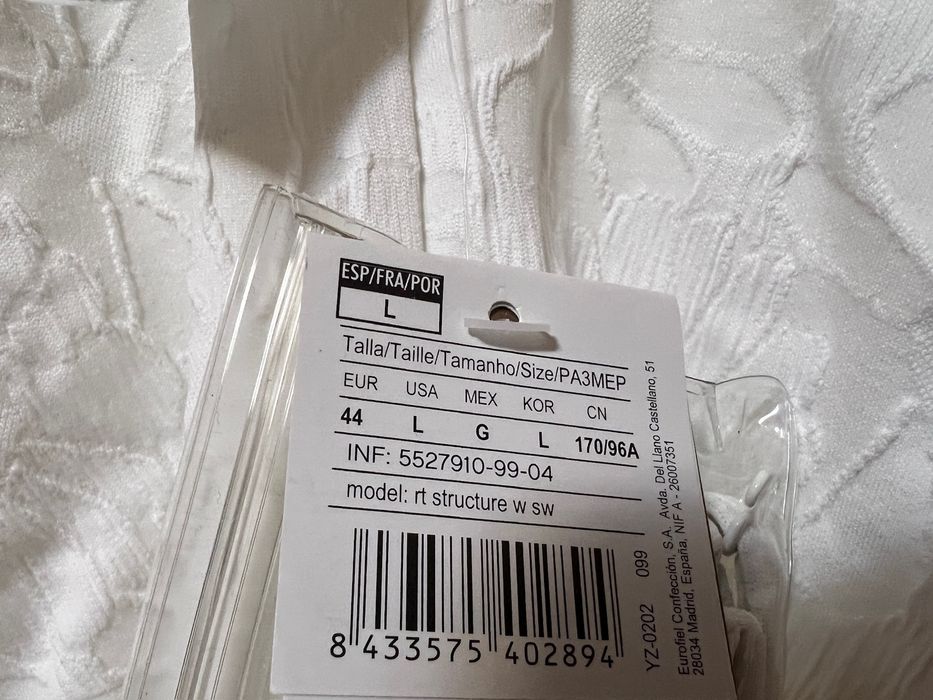 ESP/FRA/POR
L
Talla/Taille/Tamanho/Size/PA3MEP
EUR USA MEX KOR CN
44 L G L 170/96A
INF: 5527910-99-04
model: rt structure w sw
8 433575 402894
YZ-0202 099
Eurofiel Confección, S.A. Avda. Del Llano Castellano, 51
28034 Madrid, España, NIF A - 26007351